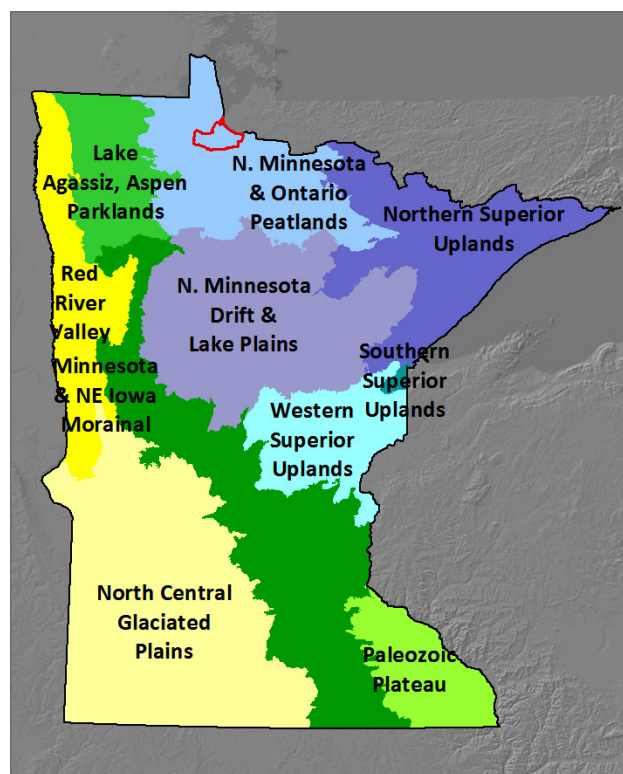 Lake
Agassiz, Aspen
Parklands
N. Minnesota
& Ontario
Peatlands
Northern Superior
Uplands
Red
River
Valley
N. Minnesota
Drift &
Lake Plains
Minnesota
& NE Iowa
Morainal
Southern
Superior
Uplands
Western
Superior
Uplands
North Central
Glaciated
Plains
Paleozoic
Plateau